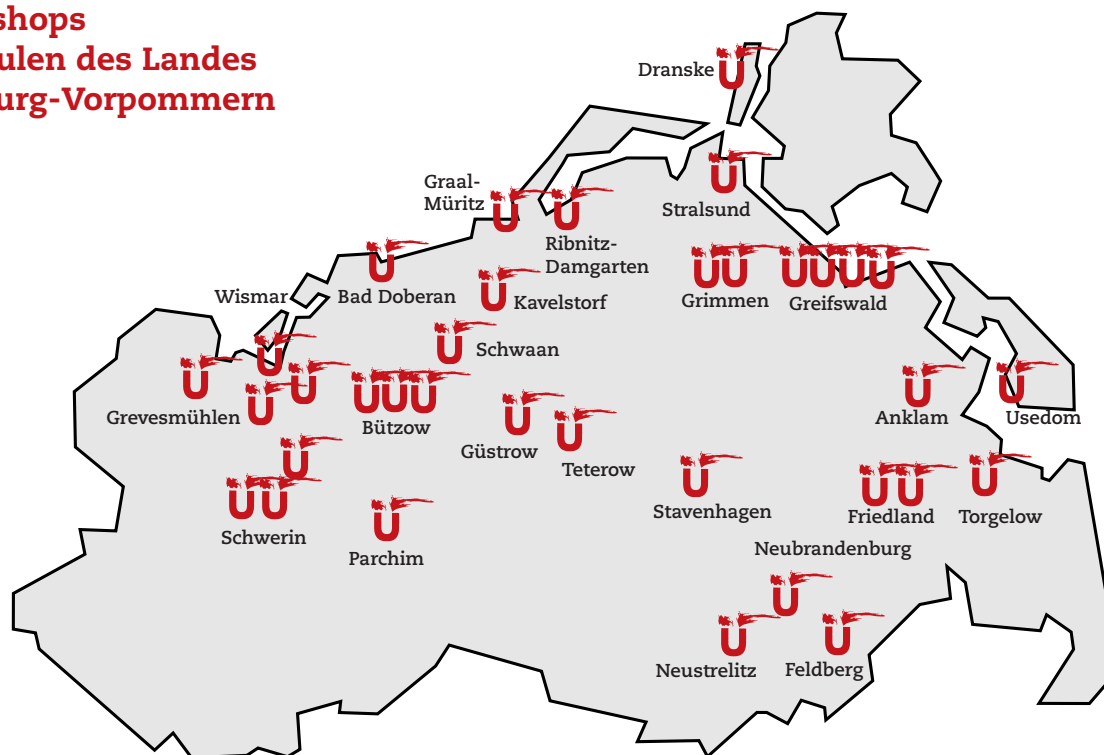 shops
ulen des Landes
urg-Vorpommern
Dranske
Graal-
Müritz
Stralsund
Ribnitz-
Damgarten
Wismar
Bad Doberan
Kavelstorf
Grimmen
Greifswald
Schwaan
Grevesmühlen
Bützow
Güstrow
Teterow
Anklam
Usedom
Schwerin
Parchim
Stavenhagen
Friedland
Torgelow
Neubrandenburg
Neustrelitz
Feldberg